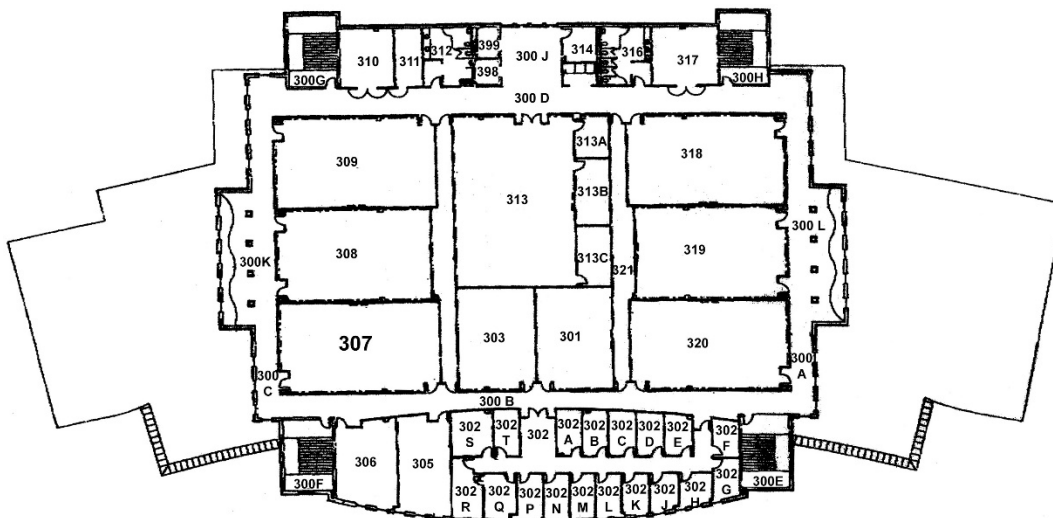 310
311
312
399
398
300 J
314
316
317
300G
300H
300 D
309
313
313A
313B
313C
318
308
319
300K
300 L
321
307
303
301
320
300
C
300
A
300 B
306
305
302
S
302
T
302
302
A
302
B
302
C
302
D
302
E
302
F
300F
300E
302
R
302
Q
302
P
302
N
302
M
302
L
302
K
302
J
302
H
302
G